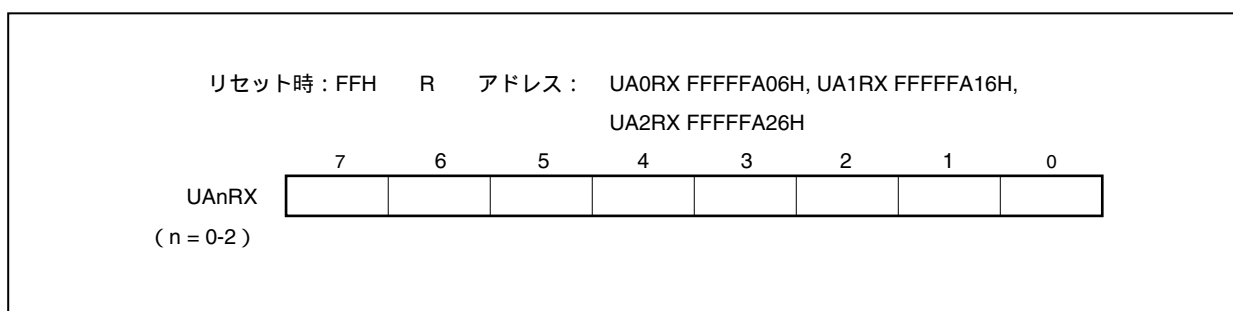 リセット時：FFH R アドレス： UA0RX FFFFFA06H, UA1RX FFFFFA16H,
UA2RX FFFFFA26H
7 6 5 4 3 2 1 0
UAnRX
（n = 0-2）